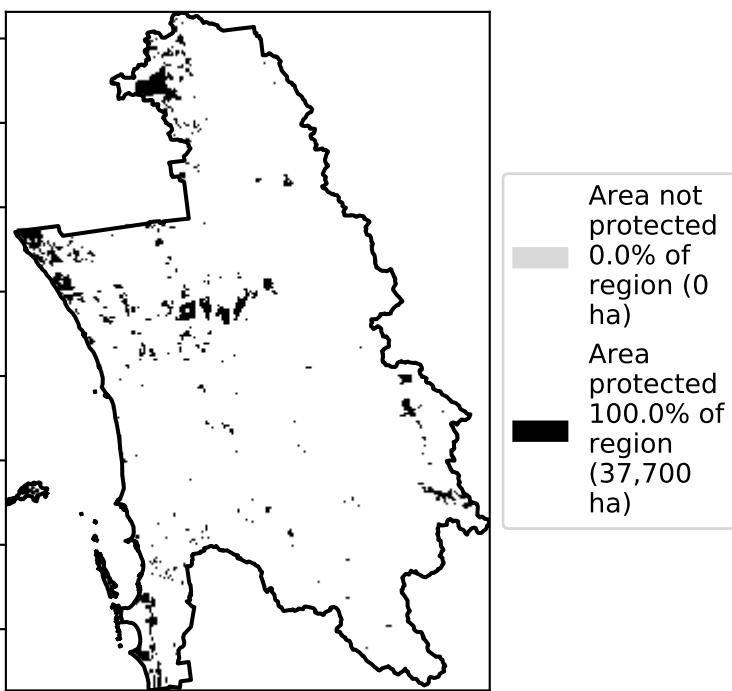 Area not
protected
0.0% of
region (0
ha)
Area
protected
100.0% of
region
(37,700
ha)